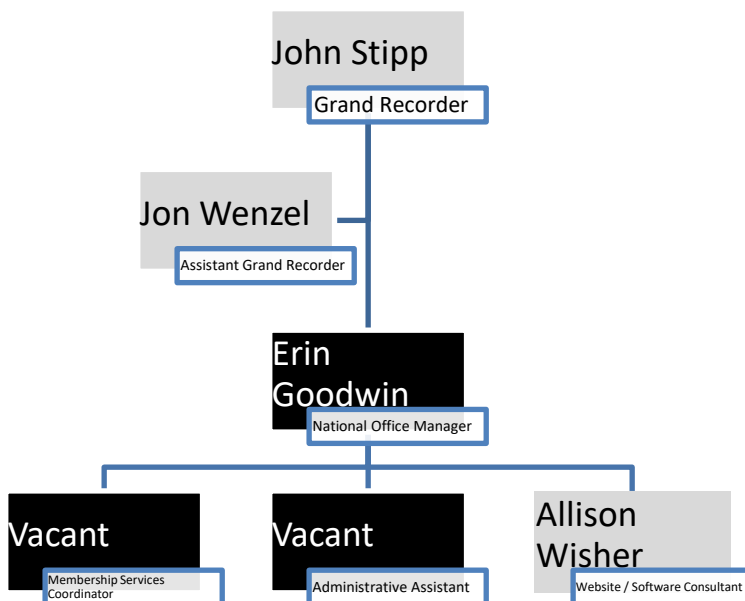 John Stipp
Grand Recorder
Jon Wenzel
Assistant Grand Recorder
Erin
Goodwin
National Office Manager
Vacant
Membership Services
Coordinator
Vacant
Administrative Assistant
Allison
Wisher
Website / Software Consultant